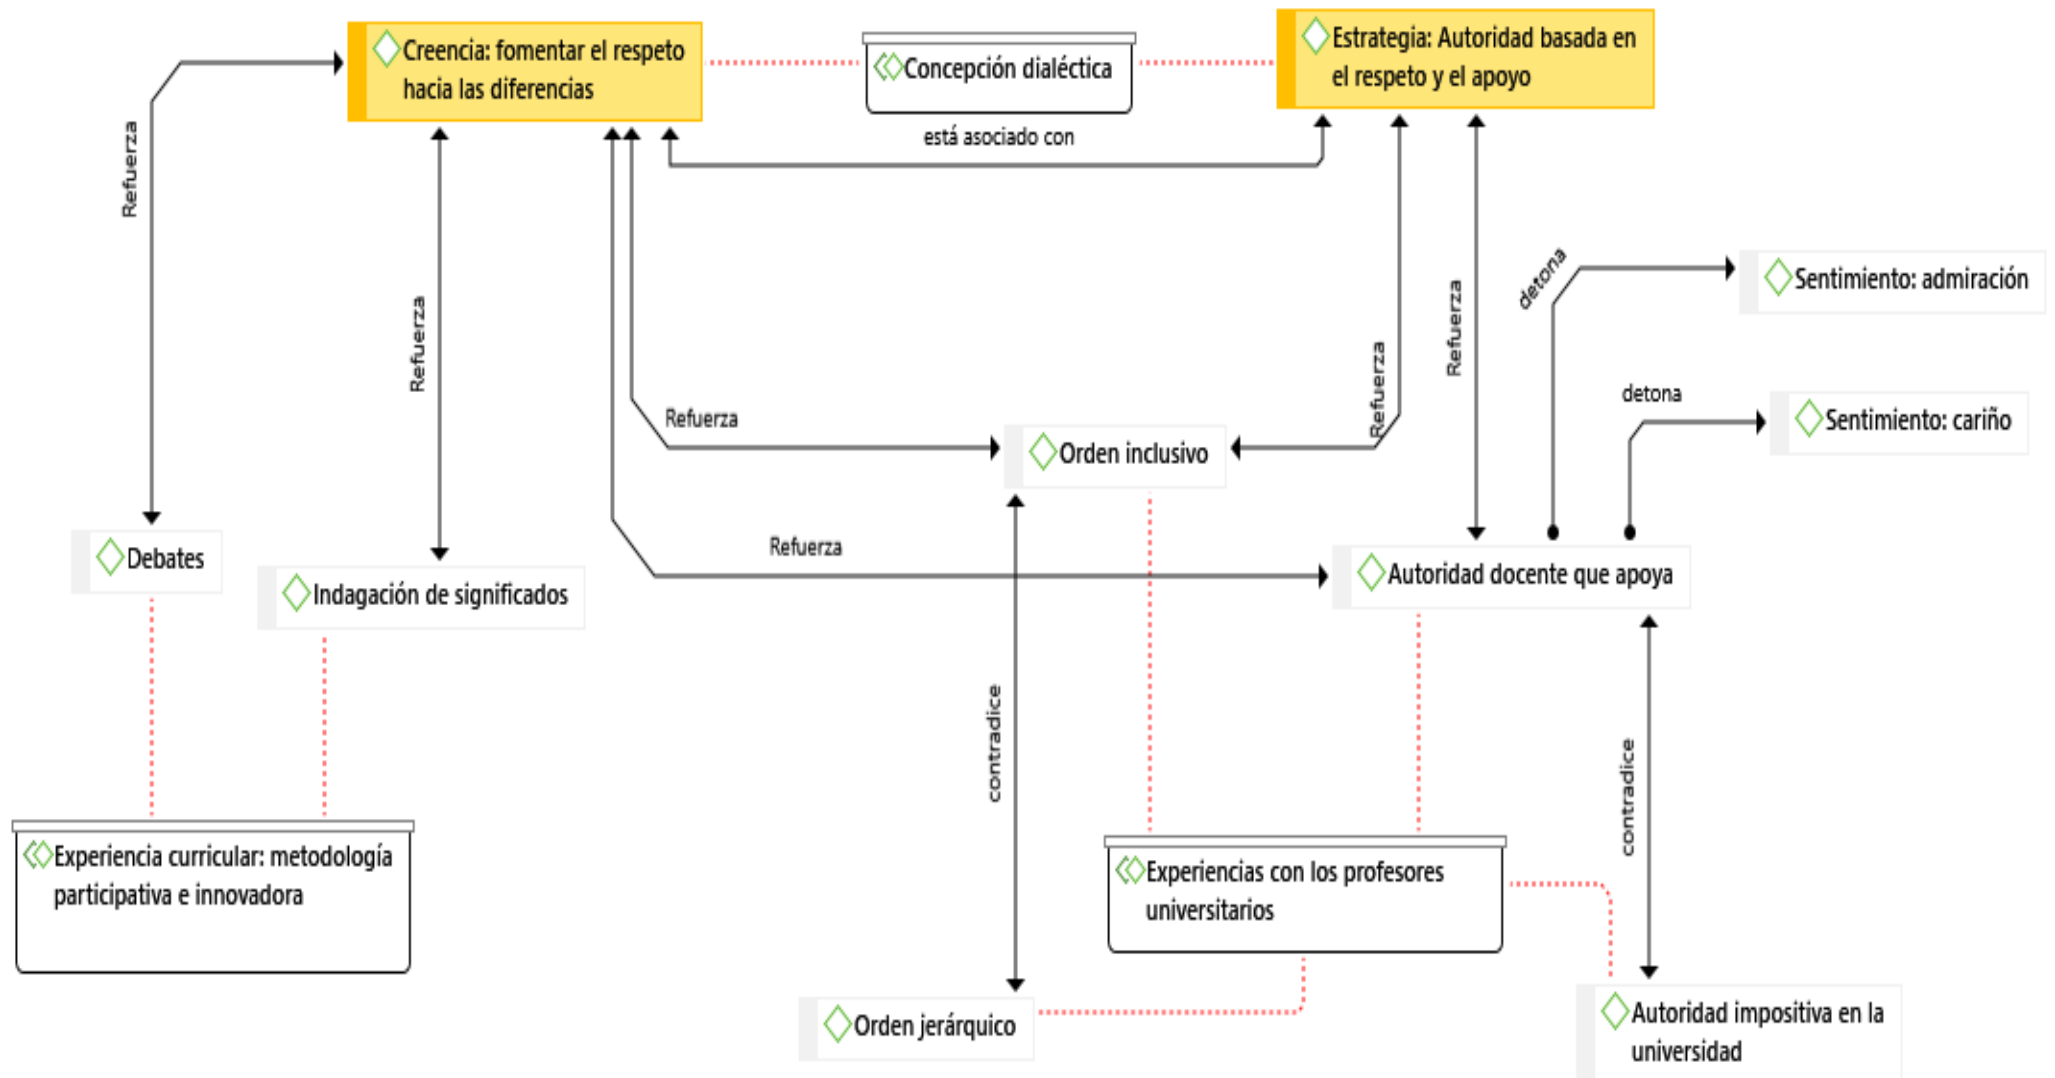 Creencia: fomentar el respeto
hacia las diferencias
Concepción dialéctica
Estrategia: Autoridad basada en
el respeto y el apoyo
está asociado con
Refuerza
Refuerza
Refuerza
Refuerza
Refuerza
Refuerza
detona
Sentimiento: admiración
detona
Sentimiento: cariño
Orden inclusivo
Debates
Indagación de significados
Autoridad docente que apoya
contradice
contradice
Experiencia curricular: metodología
participativa e innovadora
Experiencias con los profesores
universitarios
Orden jerárquico
Autoridad impositiva en la
universidad